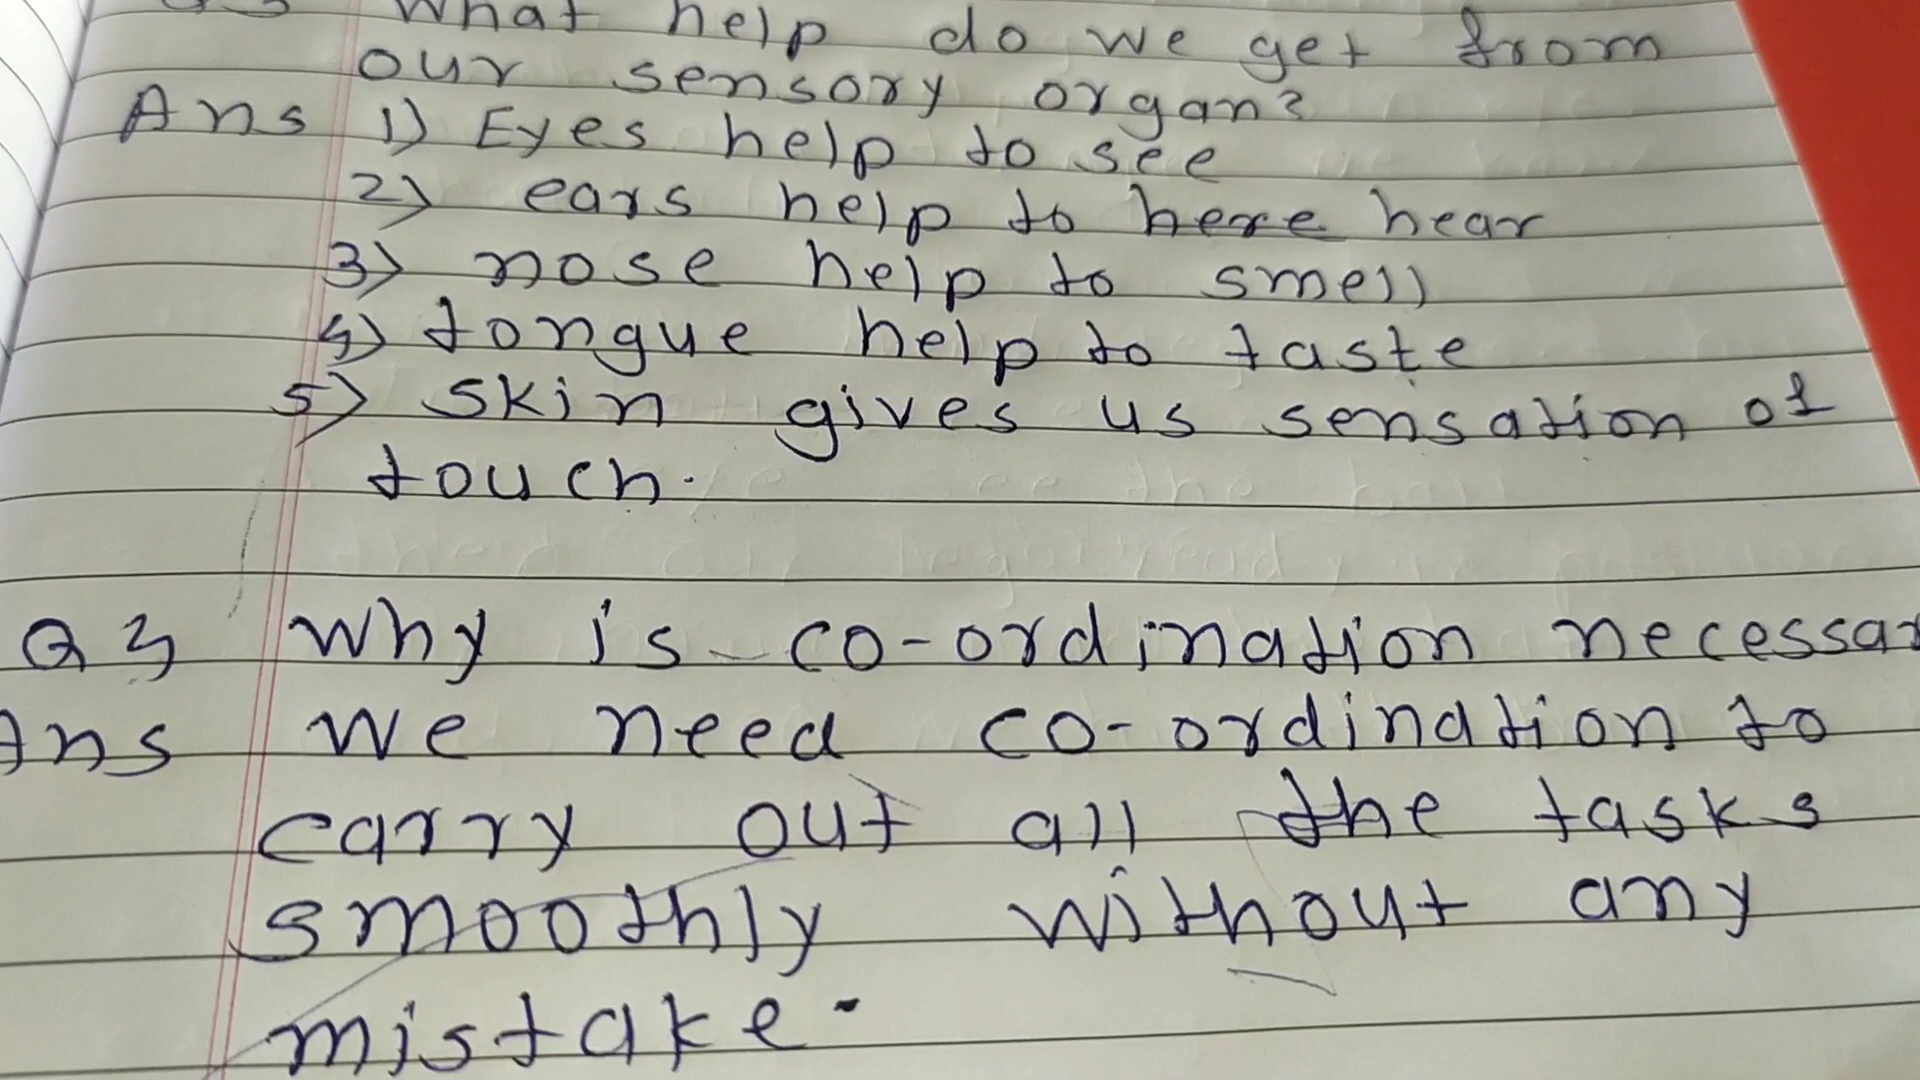 What help do we get from
our sensory organ?
Ans 1) Eyes help to see
2) ears help to here hear
3) nose help to smell
4) tongue help to taste
5) skin gives us sensation of
touch.
Q3 Why is co-ordination necessar
Ans We need co-ordination to
carry out all the tasks
smoothly without any
mistake.